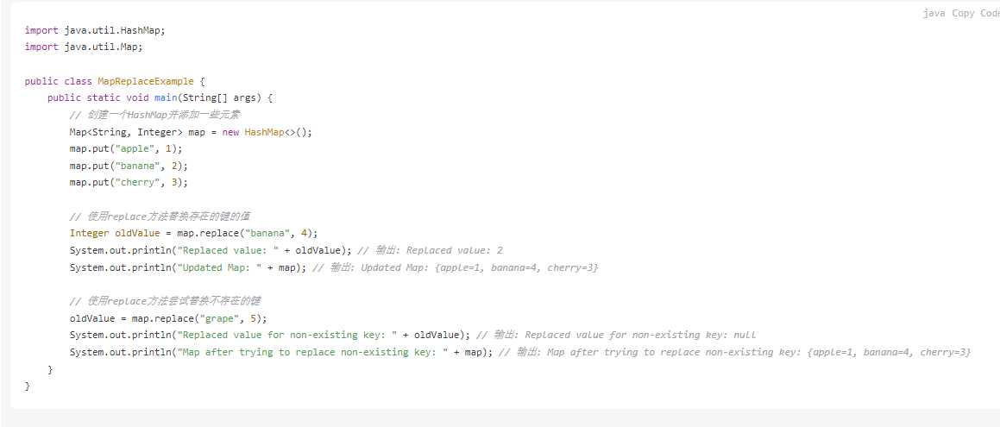 java Copy Code
import java.util.HashMap;
import java.util.Map;
public class MapReplaceExample {
public static void main(String[] args) {
// 创建一个HashMap并添加一些元素
Map<String, Integer> map = new HashMap<>();
map.put("apple", 1);
map.put("banana", 2);
map.put("cherry", 3);
// 使用replace方法替换存在的键的值
Integer oldValue = map.replace("banana", 4);
System.out.println("Replaced value: " + oldValue); // 输出: Replaced value: 2
System.out.println("Updated Map: " + map); // 输出: Updated Map: {apple=1, banana=4, cherry=3}
// 使用replace方法尝试替换不存在的键
oldValue = map.replace("grape", 5);
System.out.println("Replaced value for non-existing key: " + oldValue); // 输出: Replaced value for non-existing key: null
System.out.println("Map after trying to replace non-existing key: " + map); // 输出: Map after trying to replace non-existing key: {apple=1, banana=4, cherry=3}
}
}